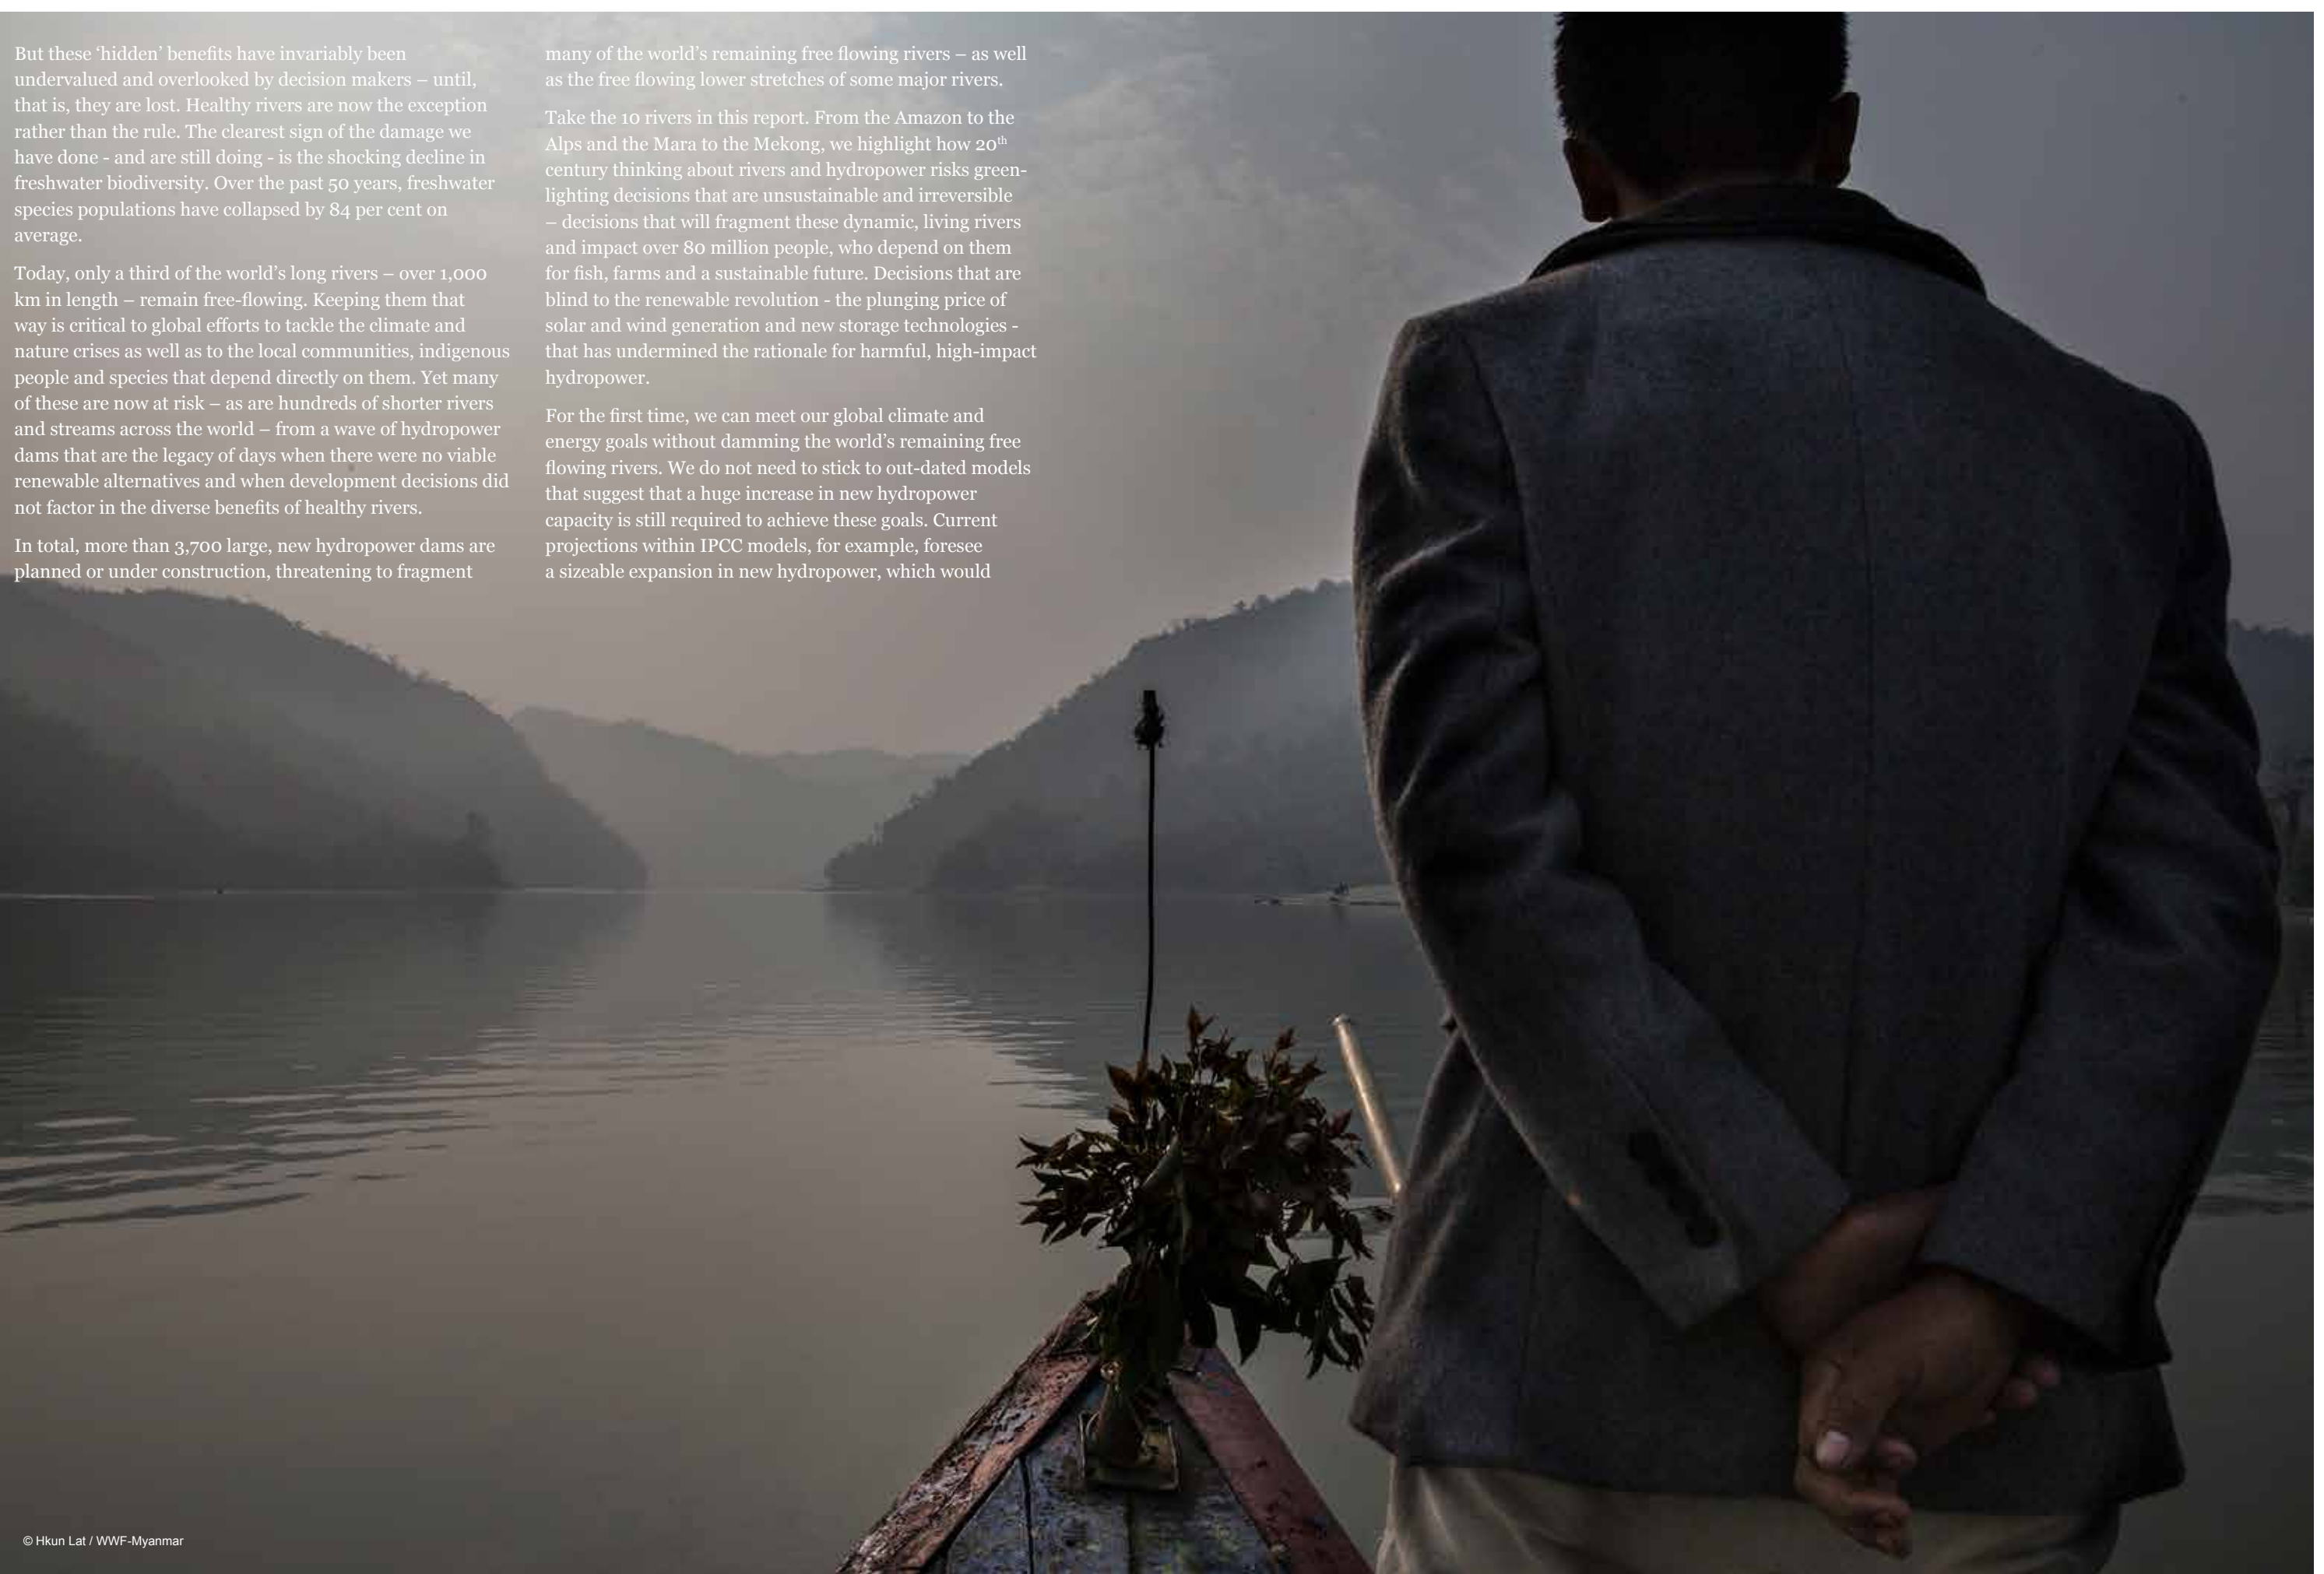 But these ‘hidden’ benefits have invariably been
undervalued and overlooked by decision makers – until,
that is, they are lost. Healthy rivers are now the exception
rather than the rule. The clearest sign of the damage we
have done - and are still doing - is the shocking decline in
freshwater biodiversity. Over the past 50 years, freshwater
species populations have collapsed by 84 per cent on
average.
Today, only a third of the world’s long rivers – over 1,000
km in length – remain free-flowing. Keeping them that
way is critical to global efforts to tackle the climate and
nature crises as well as to the local communities, indigenous
people and species that depend directly on them. Yet many
of these are now at risk – as are hundreds of shorter rivers
and streams across the world – from a wave of hydropower
dams that are the legacy of days when there were no viable
renewable alternatives and when development decisions did
not factor in the diverse benefits of healthy rivers.
In total, more than 3,700 large, new hydropower dams are
planned or under construction, threatening to fragment
many of the world’s remaining free flowing rivers – as well
as the free flowing lower stretches of some major rivers.
Take the 10 rivers in this report. From the Amazon to the
Alps and the Mara to the Mekong, we highlight how 20th
century thinking about rivers and hydropower risks green-
lighting decisions that are unsustainable and irreversible
– decisions that will fragment these dynamic, living rivers
and impact over 80 million people, who depend on them
for fish, farms and a sustainable future. Decisions that are
blind to the renewable revolution - the plunging price of
solar and wind generation and new storage technologies -
that has undermined the rationale for harmful, high-impact
hydropower.
For the first time, we can meet our global climate and
energy goals without damming the world’s remaining free
flowing rivers. We do not need to stick to out-dated models
that suggest that a huge increase in new hydropower
capacity is still required to achieve these goals. Current
projections within IPCC models, for example, foresee
a sizeable expansion in new hydropower, which would
© Hkun Lat / WWF-Myanmar